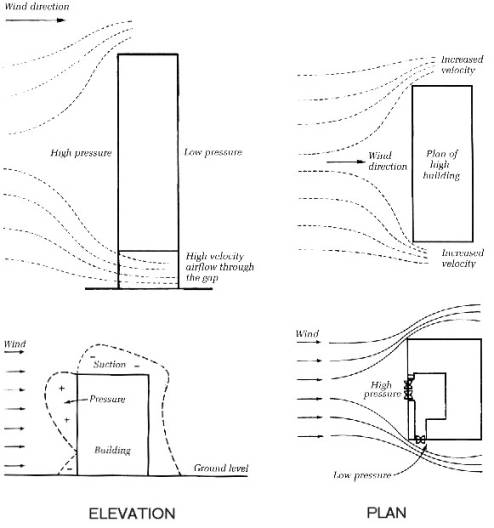 Wind direction
High pressure
Low pressure
High velocity
airflow through
the gap
Increased
velocity
Wind
direction
Plan of
high
building
Increased
velocity
Wind
Suction
Pressure
Building
Ground level
Wind
High
pressure
Low pressure
ELEVATION
PLAN